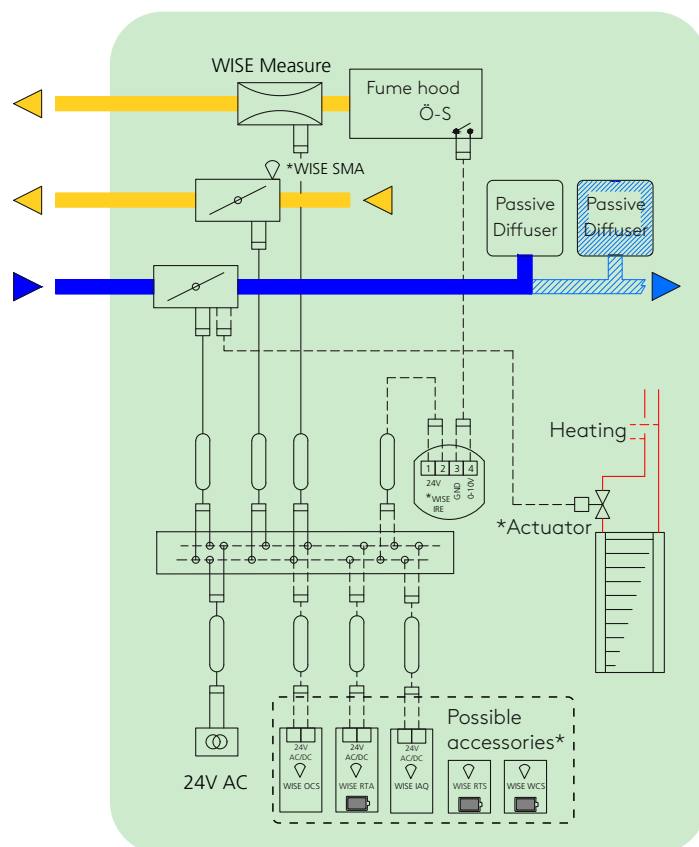 WISE Measure
Fume hood
Ö-S
*WISE SMA
Passive
Diffuser
Passive
Diffuser
Heating
1 2 3 4
24V
GND
0-10V
*WISE
IRE
*Actuator
Possible
accessories*
24V
AC/DC
WISE OCS
24V
AC/DC
WISE RTA
24V
AC/DC
WISE IAQ
WISE RTS
WISE WCS
24V AC